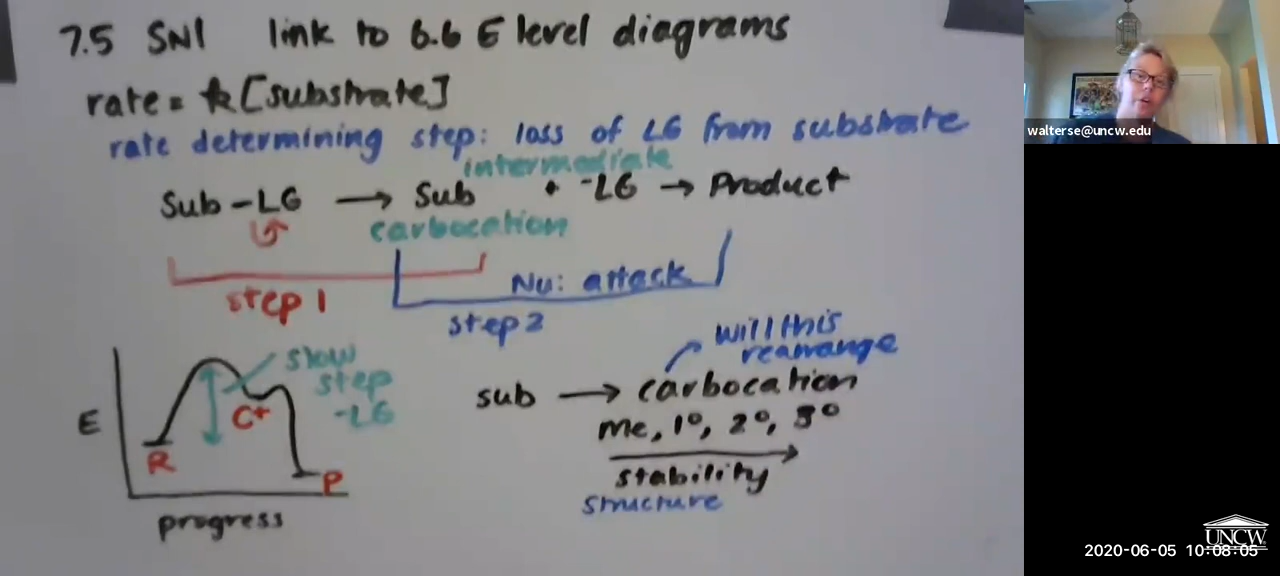 7.5 SN1 link to 6.6 E level diagrams
rate = k [substrate]
rate determining step: loss of LG from substrate
intermediate
Sub - LG → Sub + -LG → Product
carbocation
Nu: attack
step 1
step 2
will this
rearrange
slow
step
-LG
E
C+
R
P
progress
sub → carbocation
Me, 1°, 2°, 3°
stability
structure
walterse@uncw.edu
UNCW
2020-06-05 10:08:05